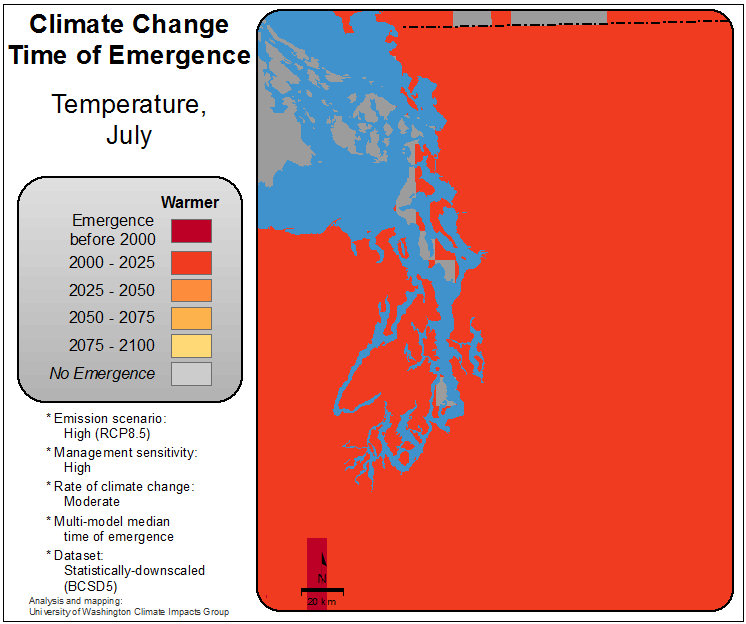 Climate Change
Time of Emergence
Temperature,
July
Warmer
Emergence
before 2000
2000 - 2025
2025 - 2050
2050 - 2075
2075 - 2100
No Emergence
* Emission scenario:
High (RCP8.5)
* Management sensitivity:
High
* Rate of climate change:
Moderate
* Multi-model median
time of emergence
* Dataset:
Statistically-downscaled
(BCSD5)
Analysis and mapping:
University of Washington Climate Impacts Group
N
20 km